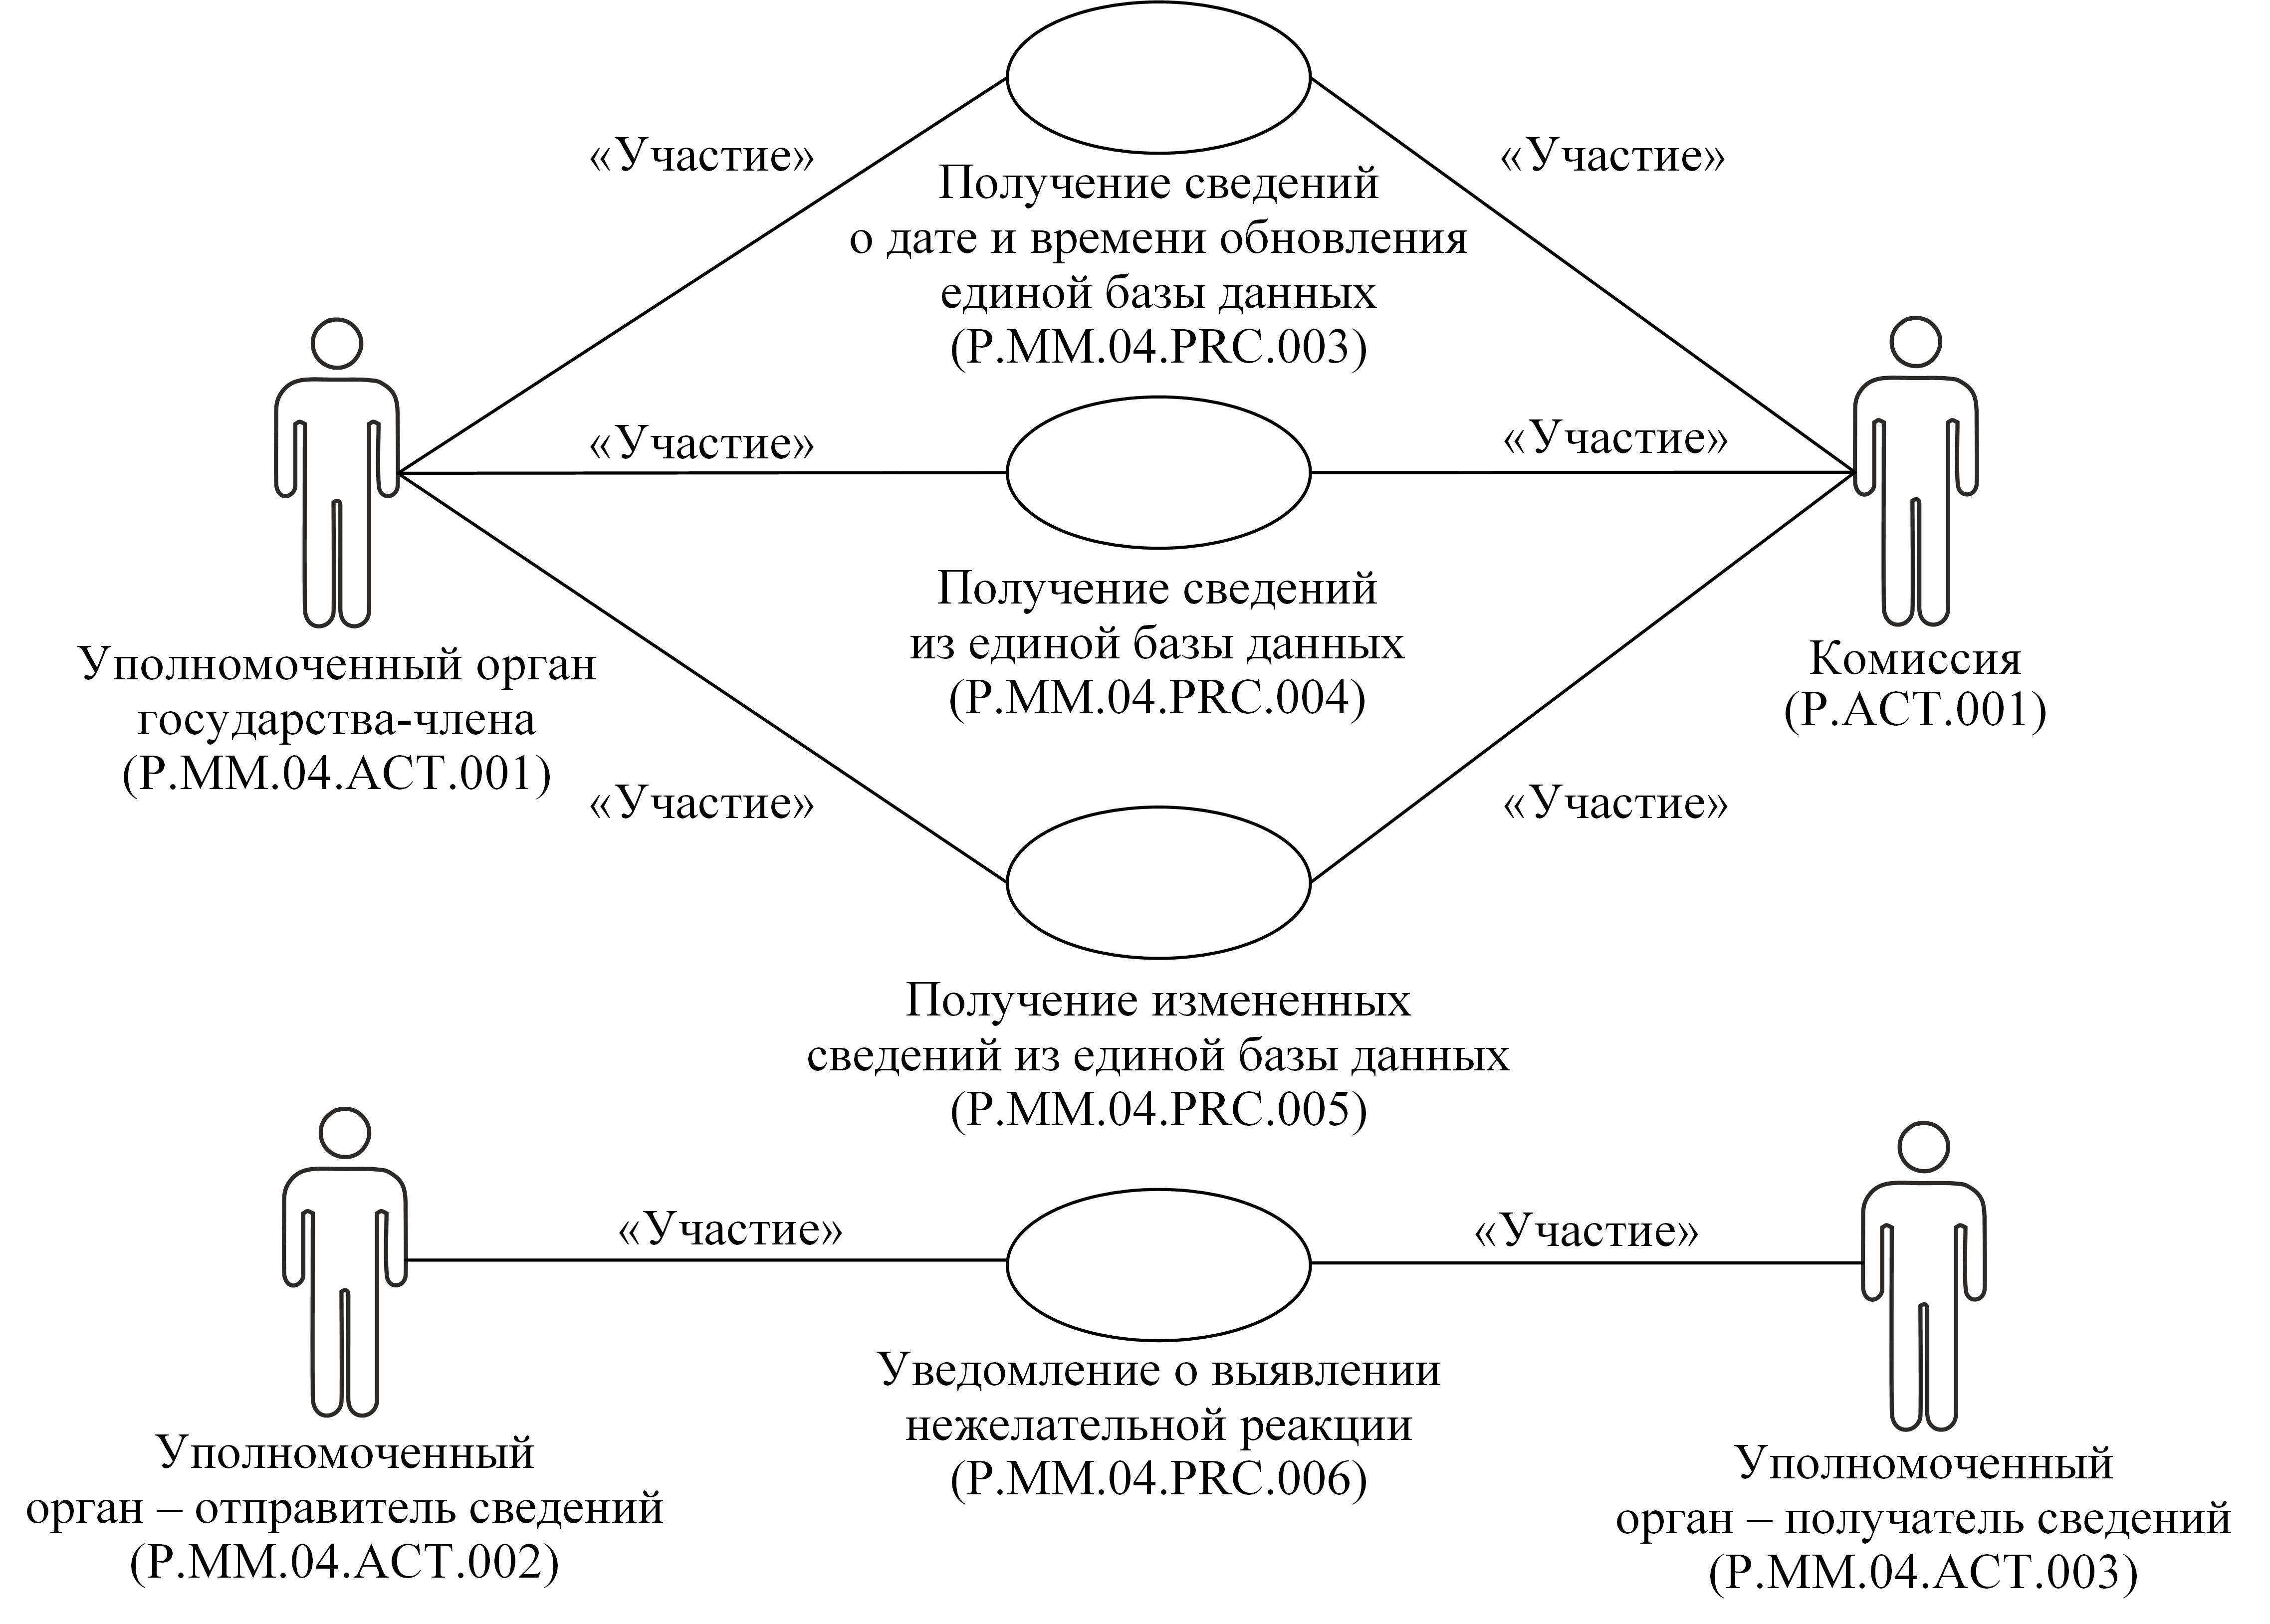 «Участие»
«Участие»
Получение сведений
о дате и времени обновления
единой базы данных
(P.MM.04.PRC.003)
«Участие»
«Участие»
Получение сведений
из единой базы данных
(P.MM.04.PRC.004)
Уполномоченный орган
государства-члена
(P.MM.04.ACT.001)
Комиссия
(P.ACT.001)
«Участие»
«Участие»
Получение измененных
сведений из единой базы данных
(P.MM.04.PRC.005)
«Участие»
«Участие»
Уведомление о выявлении
нежелательной реакции
(P.MM.04.PRC.006)
Уполномоченный
орган – отправитель сведений
(P.MM.04.ACT.002)
Уполномоченный
орган – получатель сведений
(P.MM.04.ACT.003)